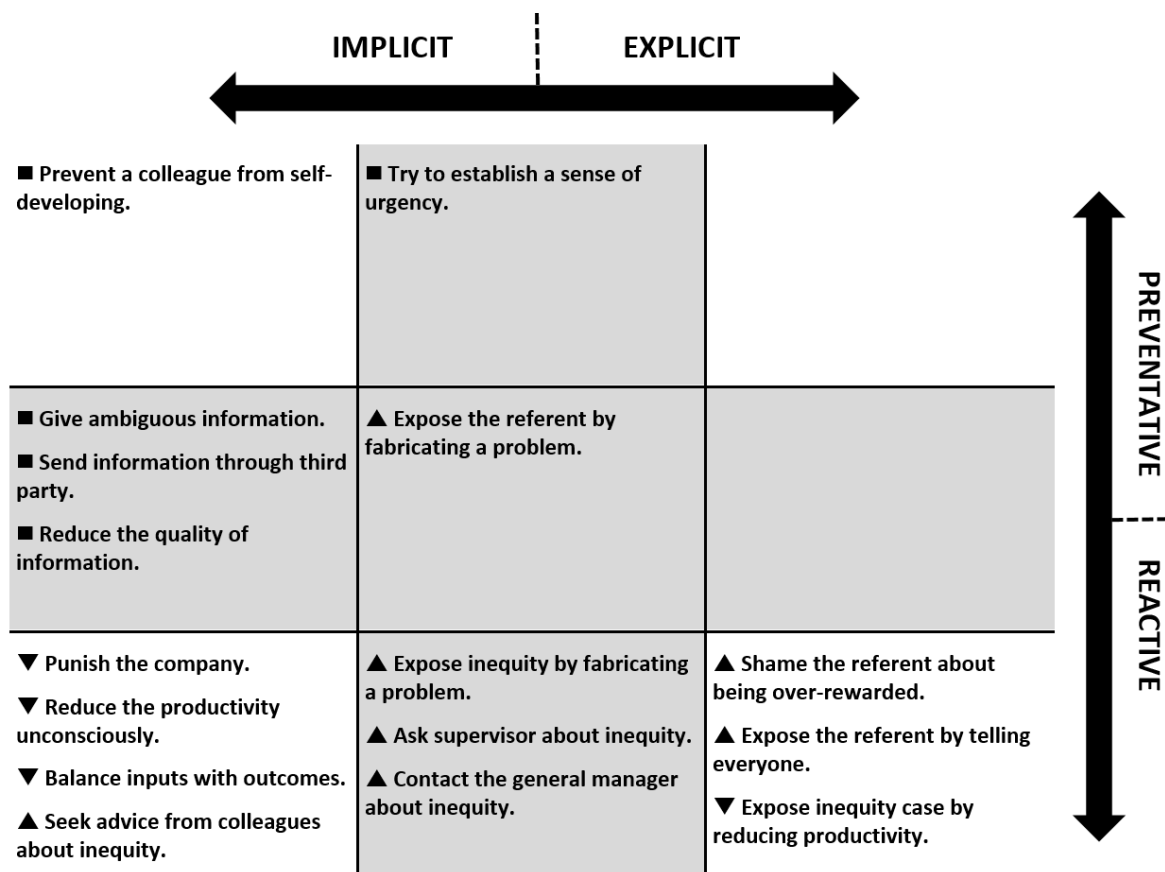 IMPLICIT
EXPLICIT
■ Prevent a colleague from self-
developing.
■ Try to establish a sense of
urgency.
■ Give ambiguous information.
■ Send information through third
party.
■ Reduce the quality of
information.
▲ Expose the referent by
fabricating a problem.
▼ Punish the company.
▼ Reduce the productivity
unconsciously.
▼ Balance inputs with outcomes.
▲ Seek advice from colleagues
about inequity.
▲ Expose inequity by fabricating
a problem.
▲ Ask supervisor about inequity.
▲ Contact the general manager
about inequity.
▲ Shame the referent about
being over-rewarded.
▲ Expose the referent by telling
everyone.
▼ Expose inequity case by
reducing productivity.
PREVENTATIVE
REACTIVE